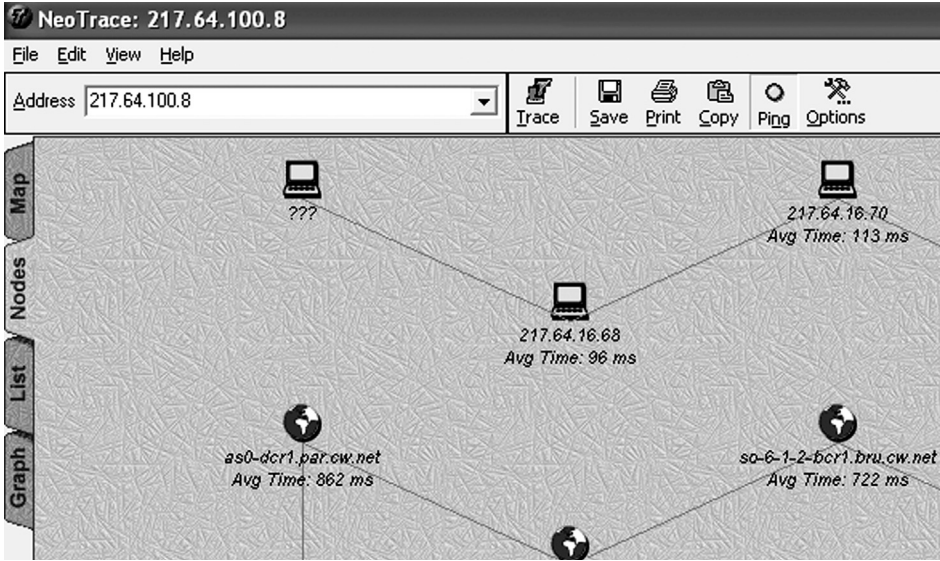 NeoTrace: 217.64.100.8
File Edit View Help
Address 217.64.100.8
Trace Save Print Copy Ping Options
Map
Nodes
List
Graph
???
217.64.16.70
Avg Time: 113 ms
217.64.16.68
Avg Time: 96 ms
as0-dcr1.par.cw.net
Avg Time: 862 ms
so-6-1-2-bcr1.bru.cw.net
Avg Time: 722 ms